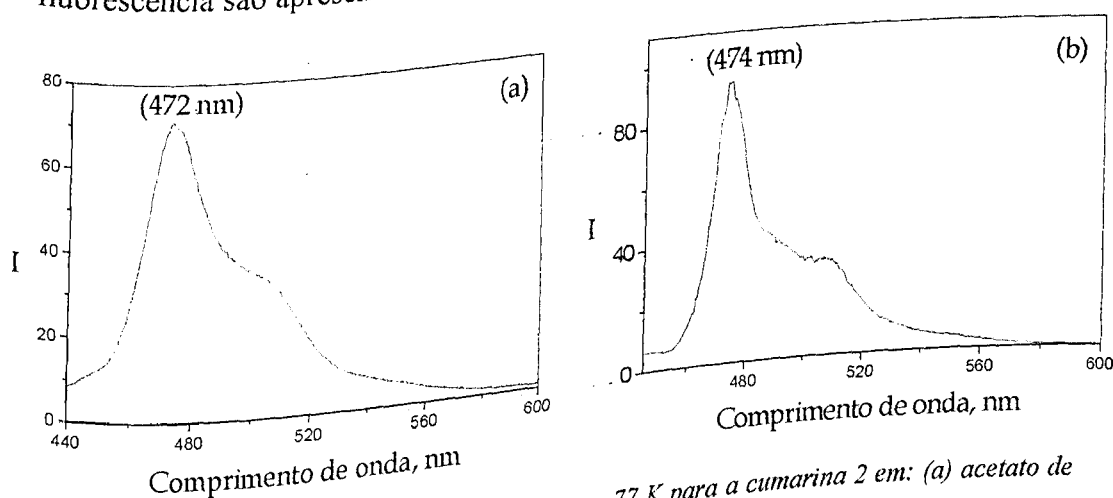 fluorescência são
(a)
(472 nm)
80
60
40
20
0
I
440
480
520
560
600
Comprimento de onda, nm
(b)
(474 nm)
80
40
0
I
480
520
560
600
Comprimento de onda, nm
77 K para a cumarina 2 em: (a) acetato de